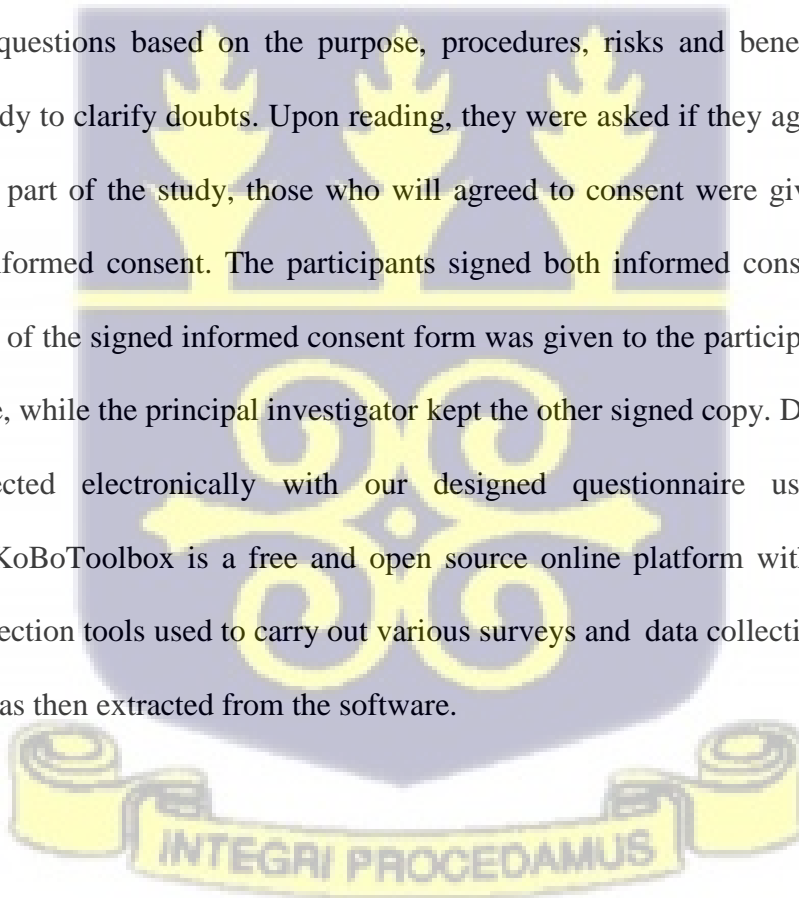 questions based on the purpose, procedures, risks and bene
dy to clarify doubts. Upon reading, they were asked if they ag
part of the study, those who will agreed to consent were giv
nformed consent. The participants signed both informed cons
of the signed informed consent form was given to the particip
e, while the principal investigator kept the other signed copy. D
ected electronically with our designed questionnaire us
KoBoToolbox is a free and open source online platform with
ection tools used to carry out various surveys and data collecti
as then extracted from the software.
INTEGRI PROCEDAMUS